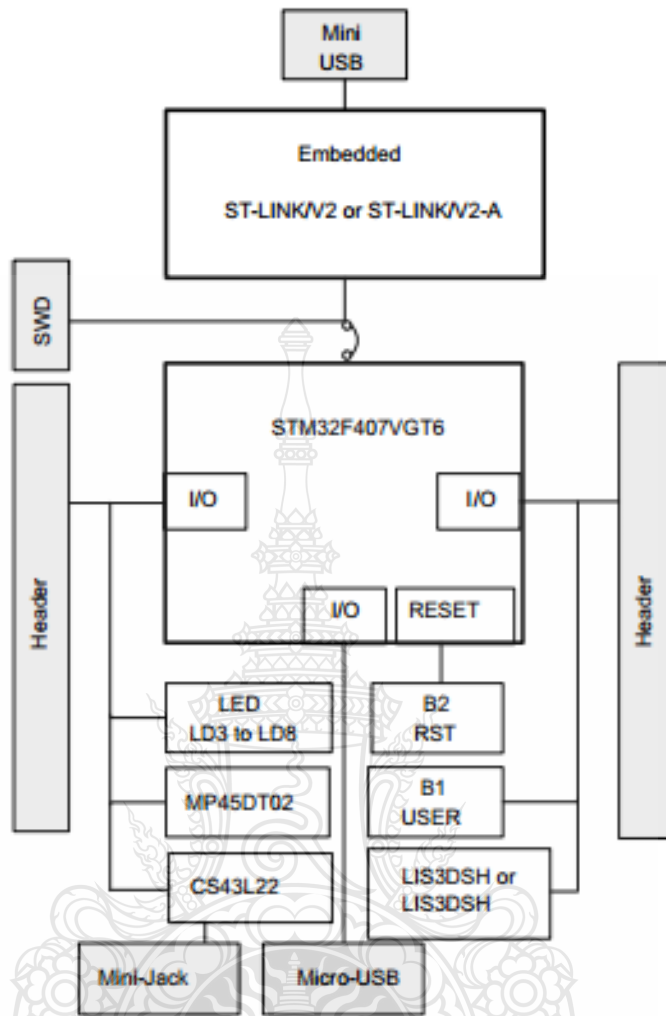 Mini
USB
Embedded
ST-LINK/V2 or ST-LINK/V2-A
SWD
STM32F407VGT6
I/O
I/O
Header
Header
I/O
RESET
LED
LD3 to LD8
B2
RST
MP45DT02
B1
USER
CS43L22
LIS3DSH or
LIS3DSH
Mini-Jack
Micro-USB